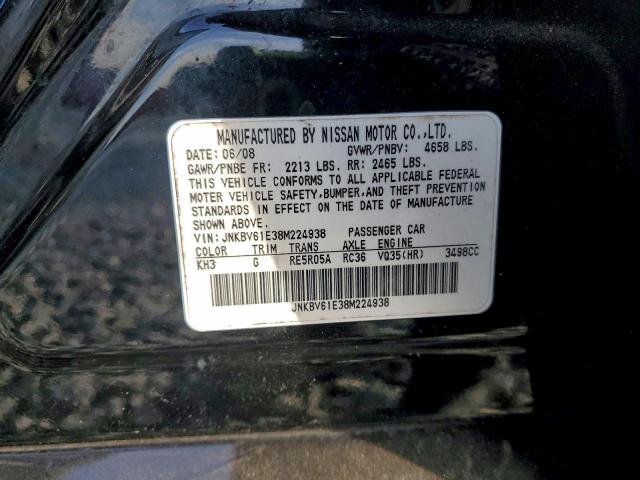 MANUFACTURED BY NISSAN MOTOR CO.,LTD.
DATE: 06/08 GVWR/PNBV: 4658 LBS.
GAWR/PNBE FR: 2213 LBS. RR: 2465 LBS.
THIS VEHICLE CONFORMS TO ALL APPLICABLE FEDERAL
MOTOR VEHICLE SAFETY,BUMPER,AND THEFT PREVENTION
STANDARDS IN EFFECT ON THE DATE OF MANUFACTURE
SHOWN ABOVE.
VIN: JNKBV61E38M224938 PASSENGER CAR
COLOR TRIM TRANS AXLE ENGINE
KH3 G RE5R05A RC36 VQ35(HR) 3498CC
JNKBV61E38M224938